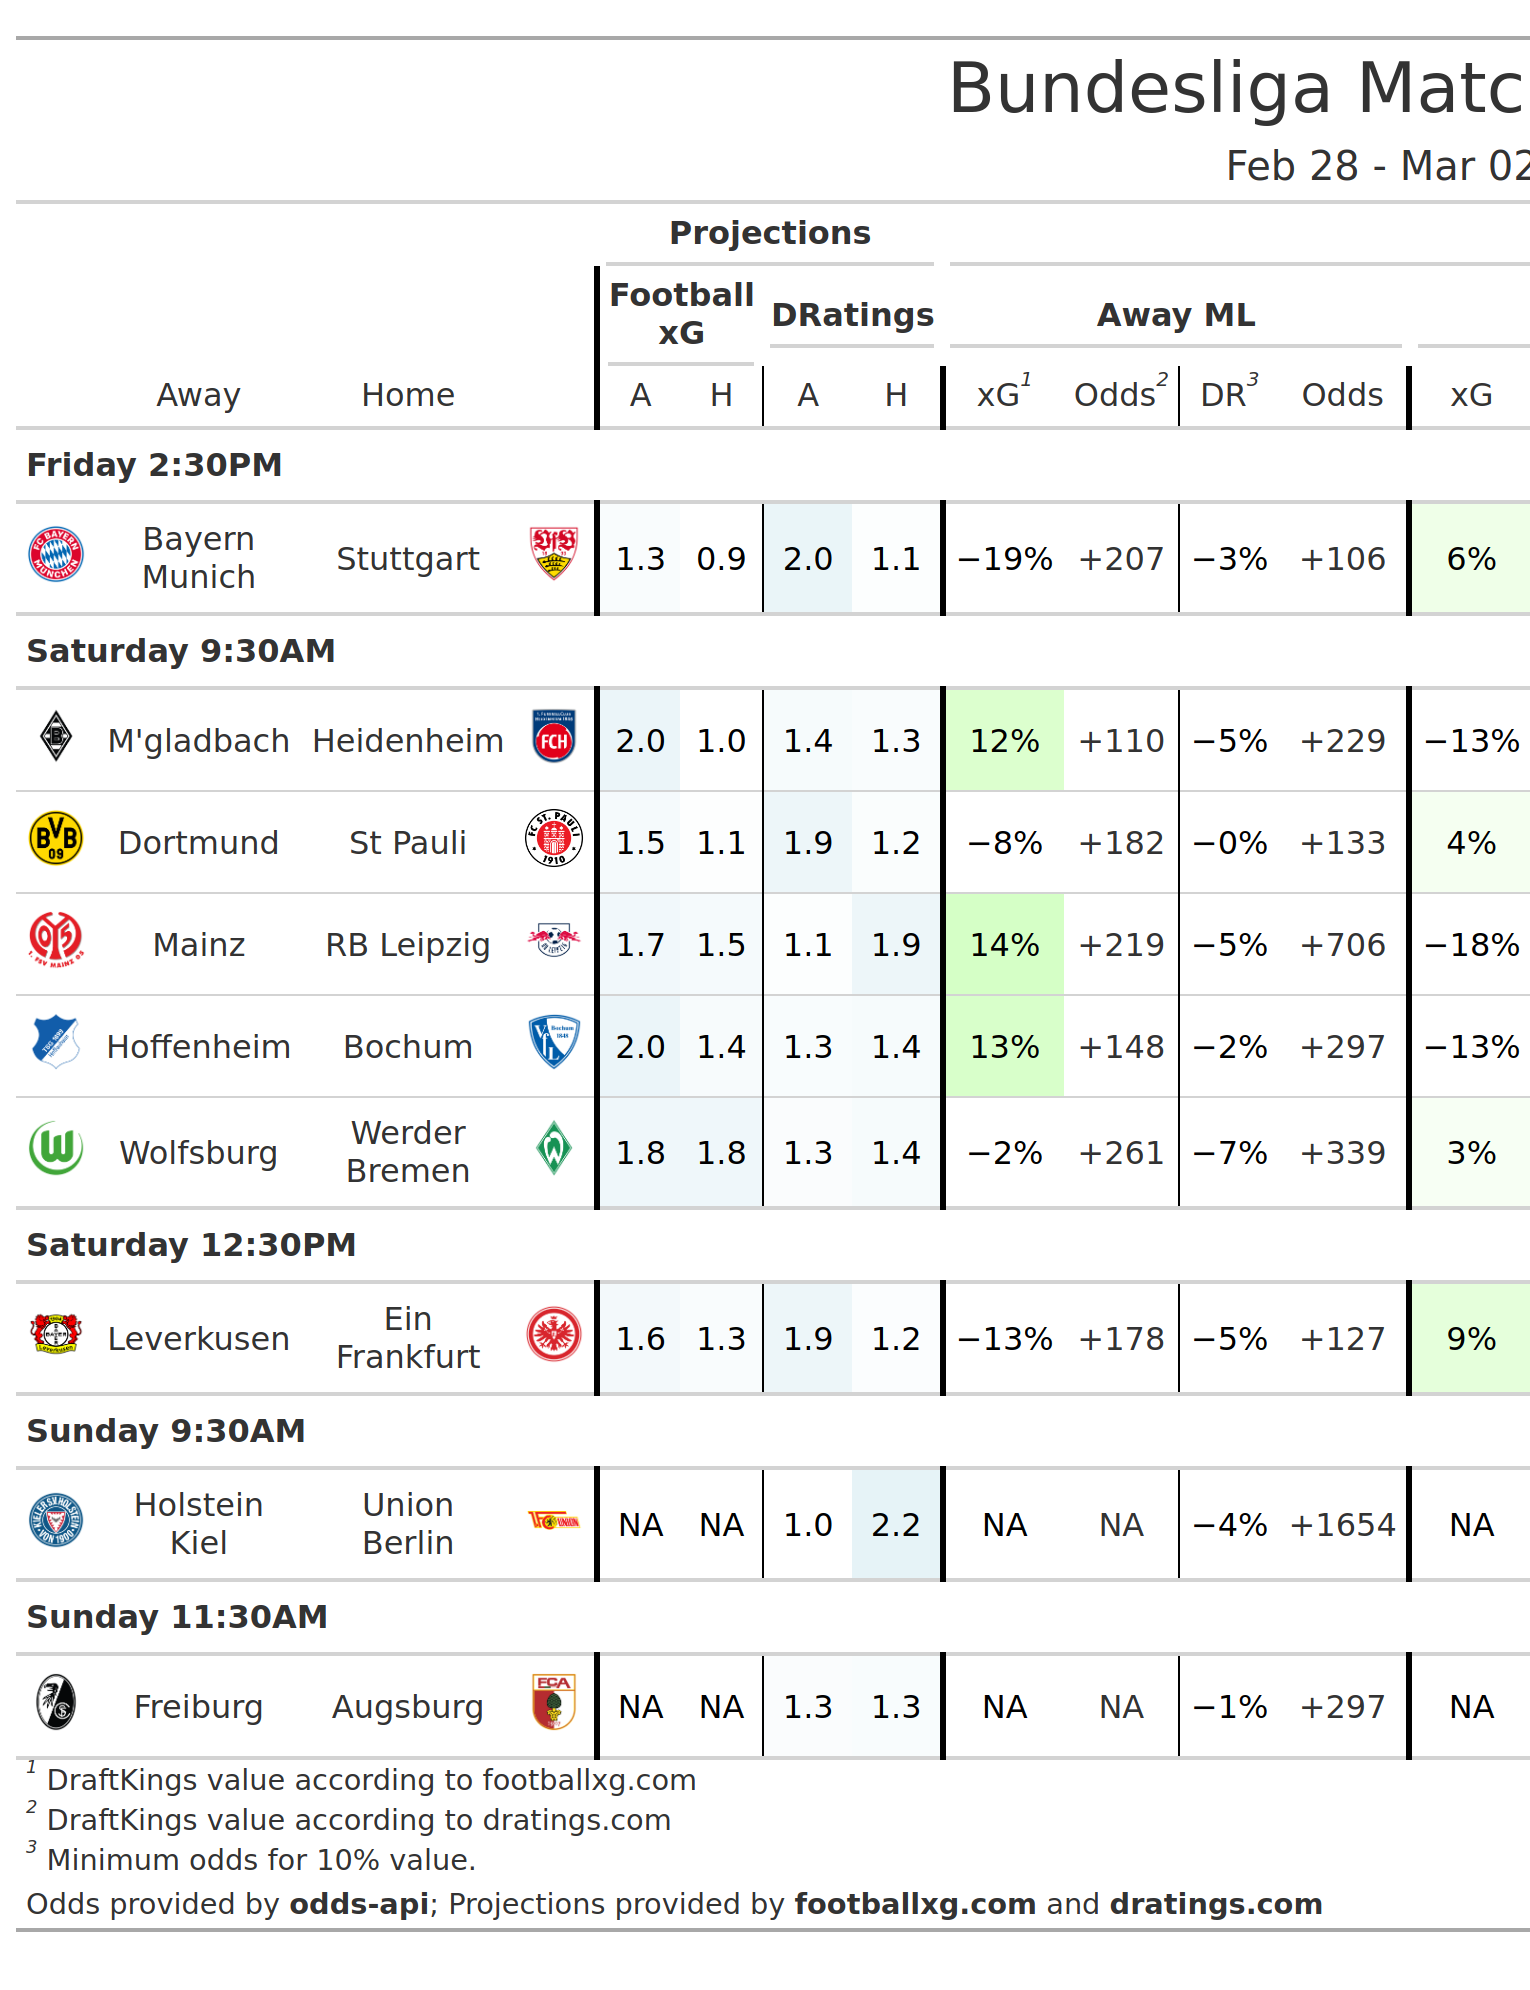 Bundesliga Matc
Feb 28 - Mar 02
Projections
Football xG DRatings Away ML
Away Home A H A H xG1 Odds2 DR3 Odds xG
Friday 2:30PM
Bayern Munich Stuttgart 1.3 0.9 2.0 1.1 −19% +207 −3% +106 6%
Saturday 9:30AM
M'gladbach Heidenheim 2.0 1.0 1.4 1.3 12% +110 −5% +229 −13%
Dortmund St Pauli 1.5 1.1 1.9 1.2 −8% +182 −0% +133 4%
Mainz RB Leipzig 1.7 1.5 1.1 1.9 14% +219 −5% +706 −18%
Hoffenheim Bochum 2.0 1.4 1.3 1.4 13% +148 −2% +297 −13%
Wolfsburg Werder Bremen 1.8 1.8 1.3 1.4 −2% +261 −7% +339 3%
Saturday 12:30PM
Leverkusen Ein Frankfurt 1.6 1.3 1.9 1.2 −13% +178 −5% +127 9%
Sunday 9:30AM
Holstein Kiel Union Berlin NA NA 1.0 2.2 NA NA −4% +1654 NA
Sunday 11:30AM
Freiburg Augsburg NA NA 1.3 1.3 NA NA −1% +297 NA
1 DraftKings value according to footballxg.com
2 DraftKings value according to dratings.com
3 Minimum odds for 10% value.
Odds provided by odds-api; Projections provided by footballxg.com and dratings.com